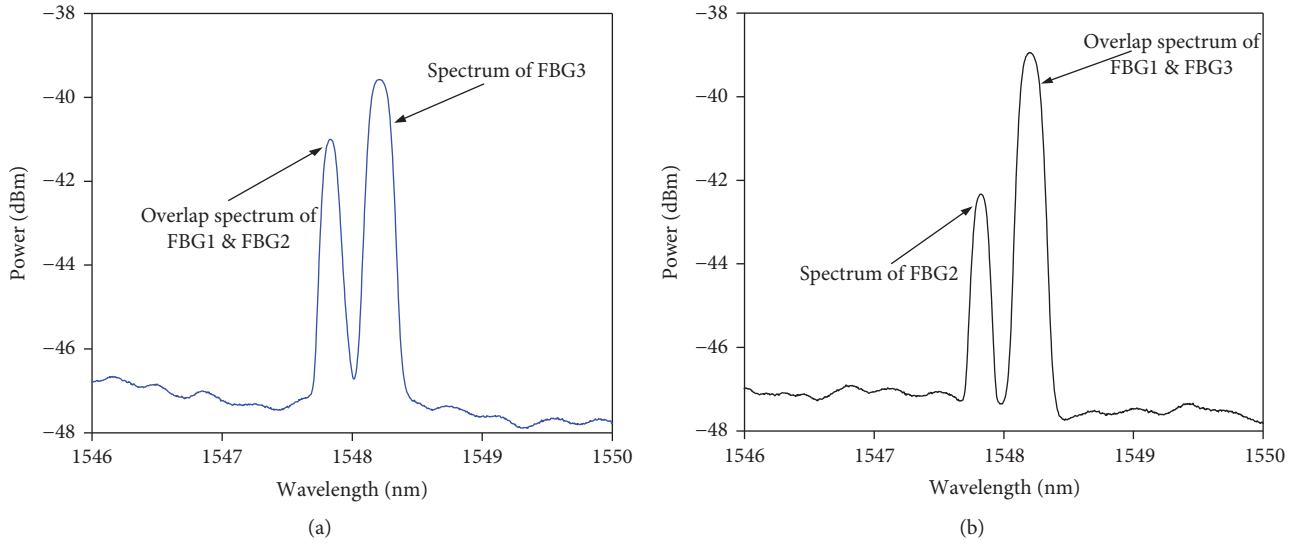 −38
−40
−42
−44
−46
−48
Power (dBm)
Spectrum of FBG3
Overlap spectrum of
FBG1 & FBG2
1546
1547
1548
1549
1550
Wavelength (nm)
(a)
−38
−40
−42
−44
−46
−48
Power (dBm)
Overlap spectrum of
FBG1 & FBG3
Spectrum of FBG2
1546
1547
1548
1549
1550
Wavelength (nm)
(b)